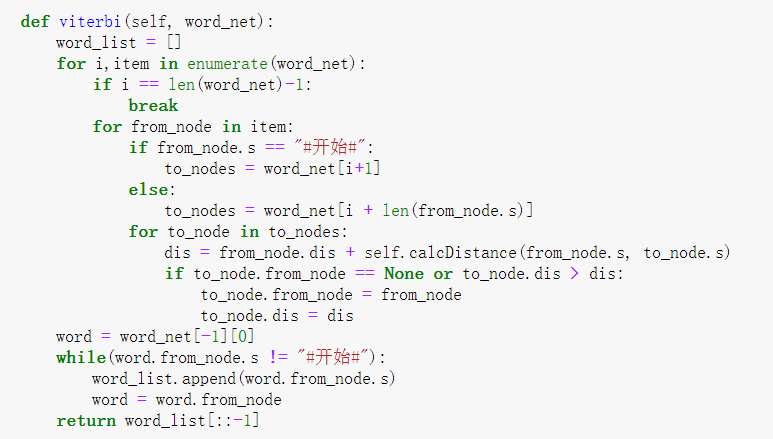 def viterbi(self, word_net):
    word_list = []
    for i,item in enumerate(word_net):
        if i == len(word_net)-1:
            break
        for from_node in item:
            if from_node.s == "#开始#":
                to_nodes = word_net[i+1]
            else:
                to_nodes = word_net[i + len(from_node.s)]
            for to_node in to_nodes:
                dis = from_node.dis + self.calcDistance(from_node.s, to_node.s)
                if to_node.from_node == None or to_node.dis > dis:
                    to_node.from_node = from_node
                    to_node.dis = dis
    word = word_net[-1][0]
    while(word.from_node.s != "#开始#"):
        word_list.append(word.from_node.s)
        word = word.from_node
    return word_list[::-1]